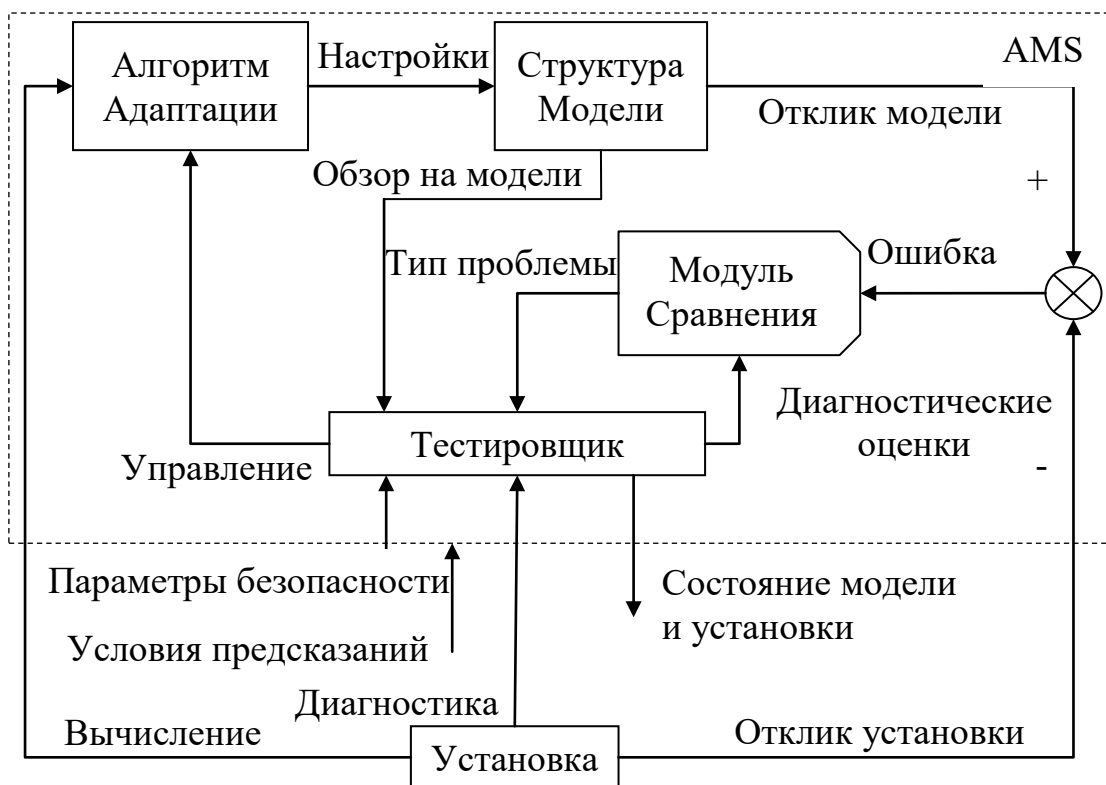 Алгоритм
Адаптации
Настройки
Структура
Модели
AMS
Отклик модели
Обзор на модели
+
Тип проблемы
Модуль
Сравнения
Ошибка
Диагностические
оценки
Тестировщик
Управление
-
Параметры безопасности
Состояние модели
и установки
Условия предсказаний
Диагностика
Вычисление
Установка
Отклик установки